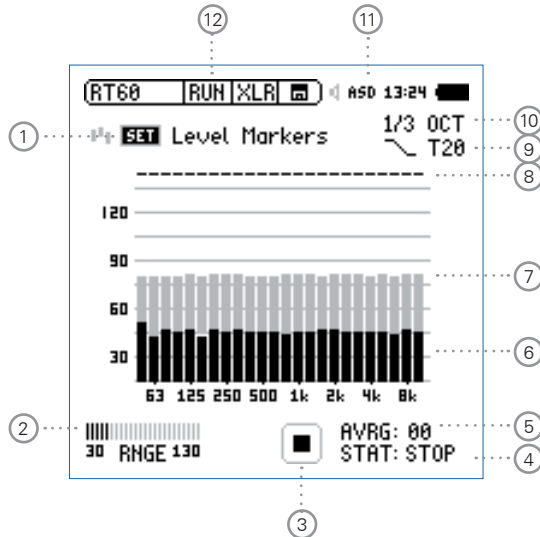 12 11
RT60 RUN XLR ASD 13:24
1/3 OCT 10
1 SET Level Markers
T20 9
8
120
90
7
60
6
30
63 125 250 500 1k 2k 4k 8k
2 AVRG: 00 5
30 RNGE 130 STAT: STOP 4
3